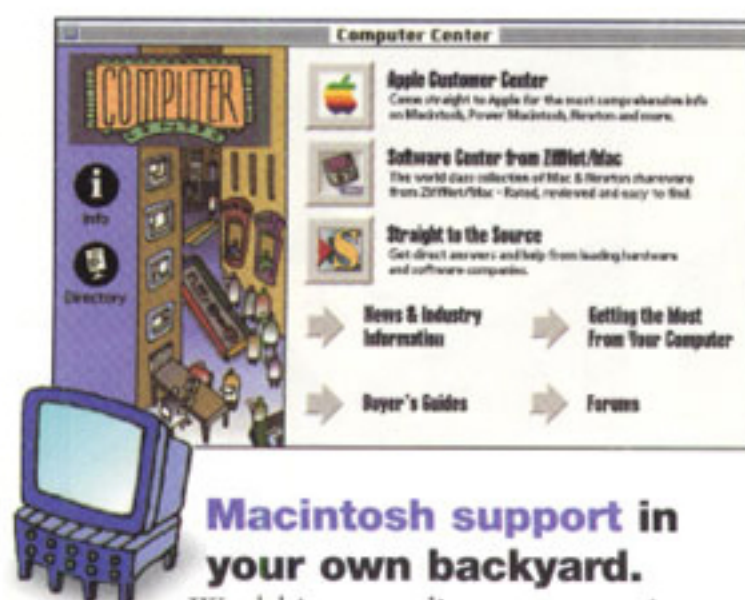 Computer Center
COMPUTER
CENTER
Info
Directory
Apple Customer Center
Come straight to Apple for the most comprehensive info
on Macintosh, Power Macintosh, Newton and more.
Software Center from ZiffNet/Mac
The world class collection of Mac & Newton shareware
from ZiffNet/Mac - Rated, reviewed and easy to find.
Straight to the Source
Get direct answers and help from leading hardware
and software companies.
News & Industry
Information
Getting the Most
From Your Computer
Buyer's Guides
Forums
Macintosh support in
your own backyard.